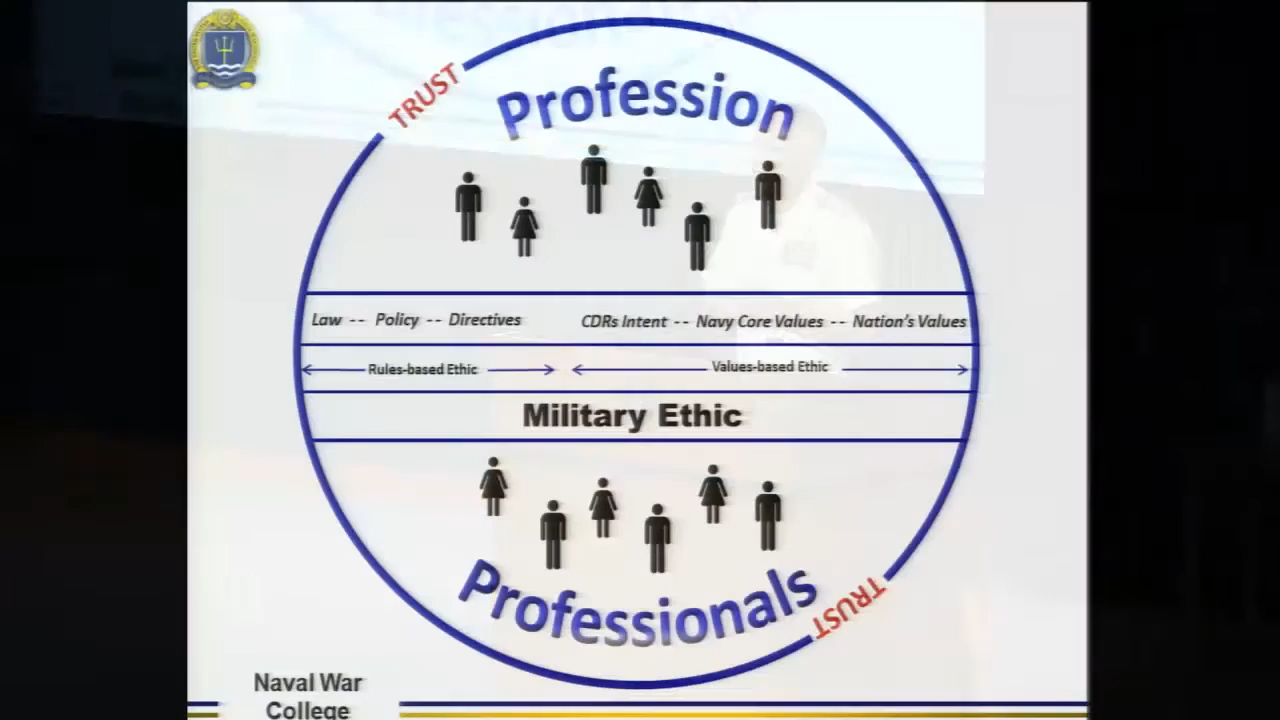 TRUST
Profession
Law -- Policy -- Directives CDRs Intent -- Navy Core Values -- Nation's Values
Rules-based Ethic Values-based Ethic
Military Ethic
Professionals
TRUST
Naval War
College